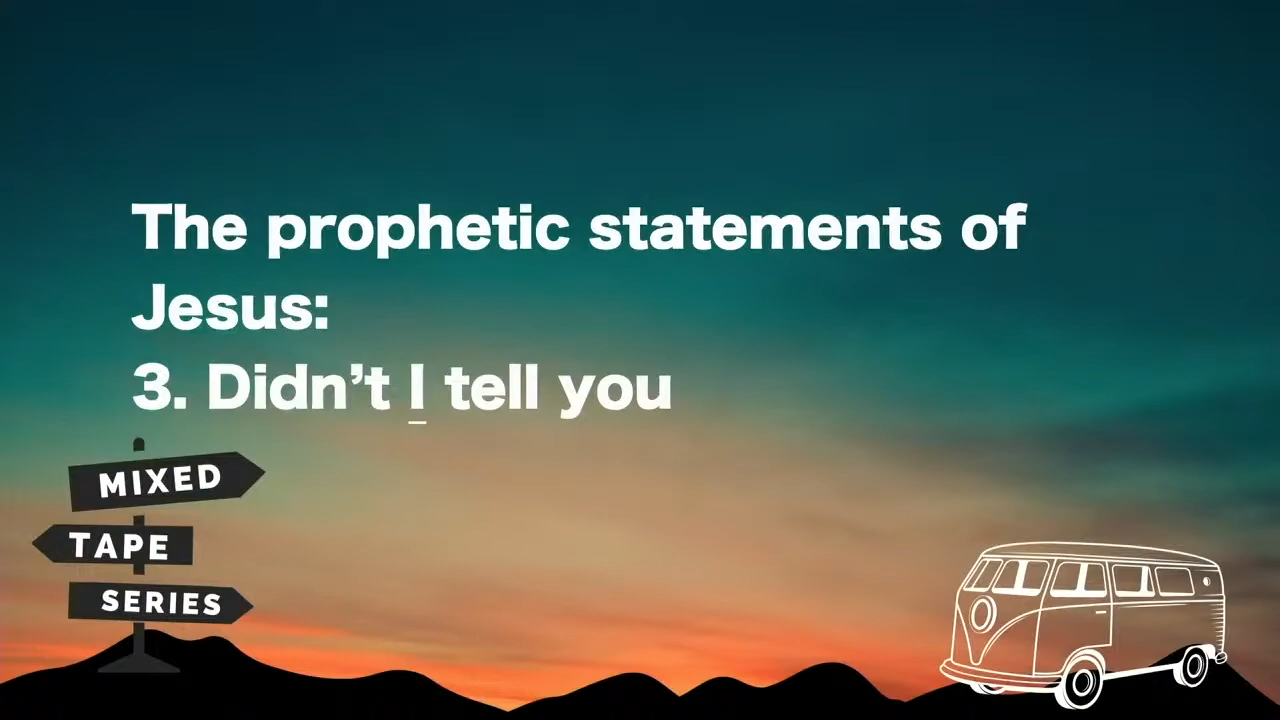 The prophetic statements of
Jesus:
3. Didn’t I tell you
MIXED
TAPE
SERIES